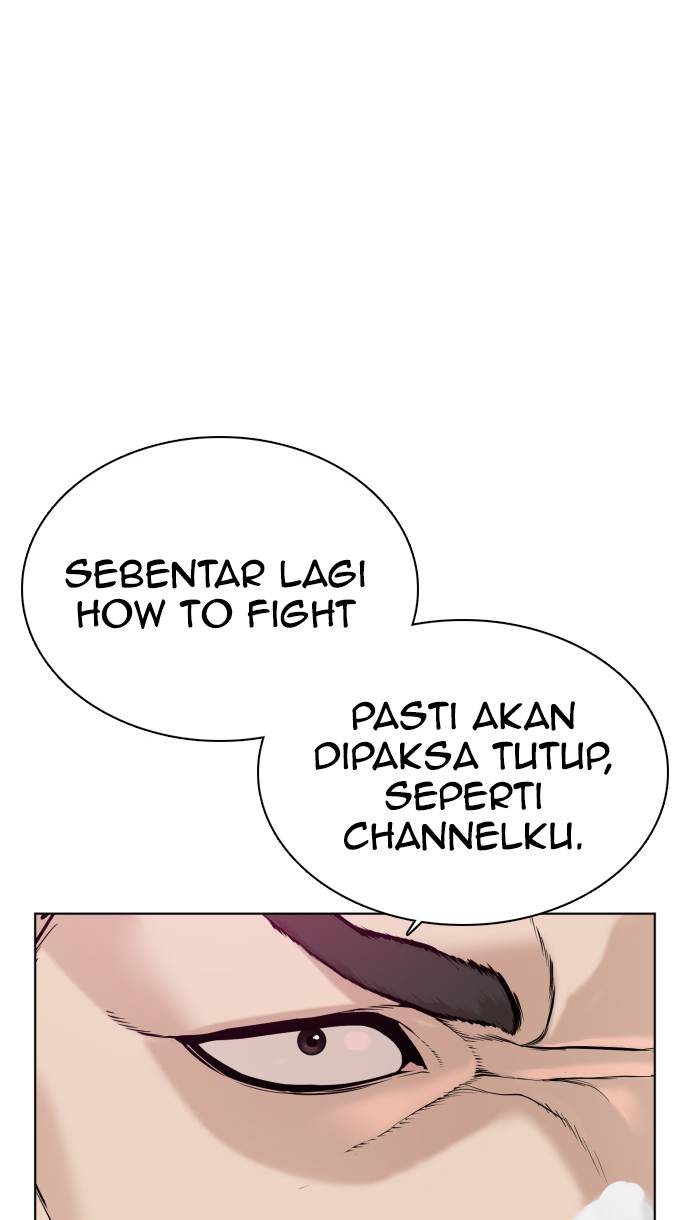 SEBENTAR LAGI
HOW TO FIGHT
PASTI AKAN
DIPAKSA TUTUP,
SEPERTI
CHANNELKU.